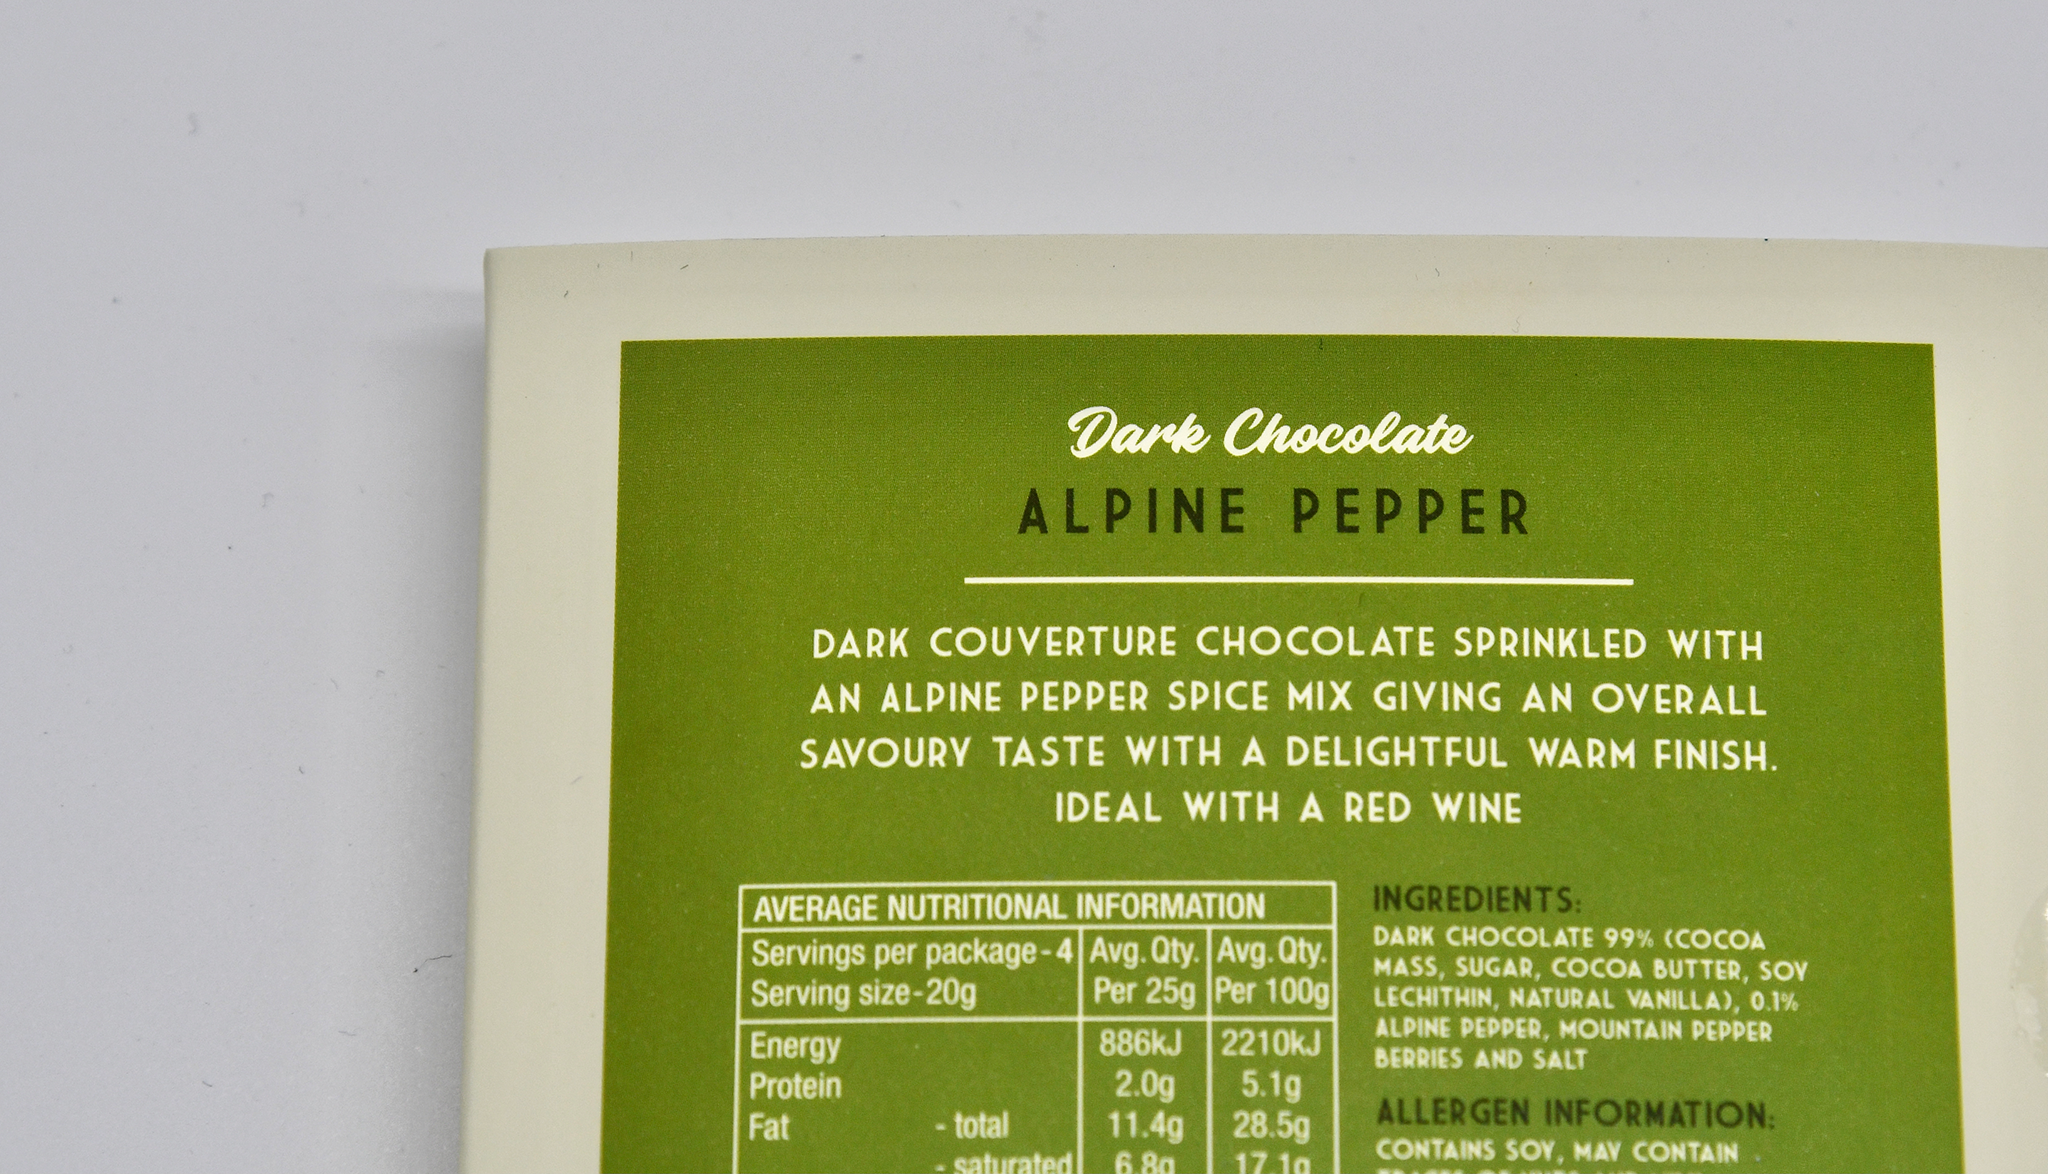 Dark Chocolate
ALPINE PEPPER
DARK COUVERTURE CHOCOLATE SPRINKLED WITH
AN ALPINE PEPPER SPICE MIX GIVING AN OVERALL
SAVOURY TASTE WITH A DELIGHTFUL WARM FINISH.
IDEAL WITH A RED WINE
AVERAGE NUTRITIONAL INFORMATION
Servings per package-4 Avg. Qty. Avg. Qty.
Serving size-20g Per 25g Per 100g
Energy 886kJ 2210kJ
Protein 2.0g 5.1g
Fat - total 11.4g 28.5g
- saturated 6.8g 17.1g
INGREDIENTS:
DARK CHOCOLATE 99% (COCOA
MASS, SUGAR, COCOA BUTTER, SOY
LECHITHIN, NATURAL VANILLA), 0.1%
ALPINE PEPPER, MOUNTAIN PEPPER
BERRIES AND SALT
ALLERGEN INFORMATION:
CONTAINS SOY, MAY CONTAIN